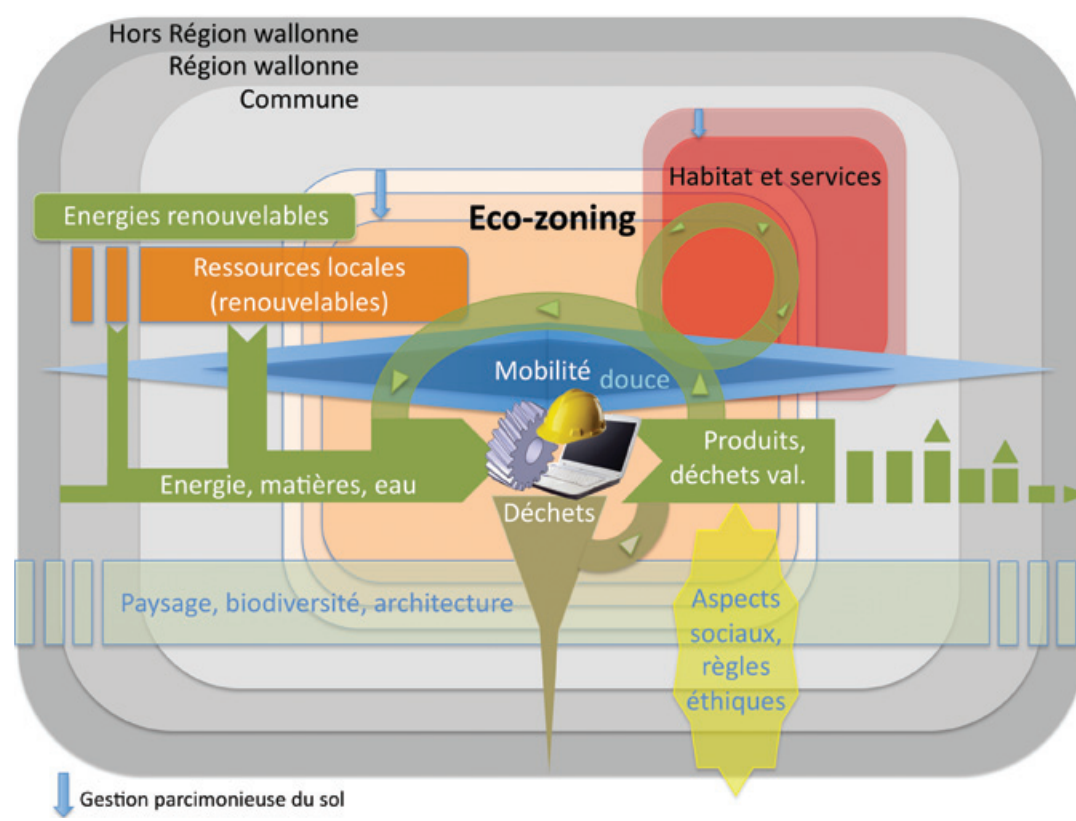 Hors Région wallonne
Région wallonne
Commune
Habitat et services
Energies renouvelables
Eco-zoning
Ressources locales
(renouvelables)
Mobilité
douce
Produits,
déchets val.
Energie, matières, eau
Déchets
Paysage, biodiversité, architecture
Aspects
sociaux,
règles
éthiques
Gestion parcimonieuse du sol